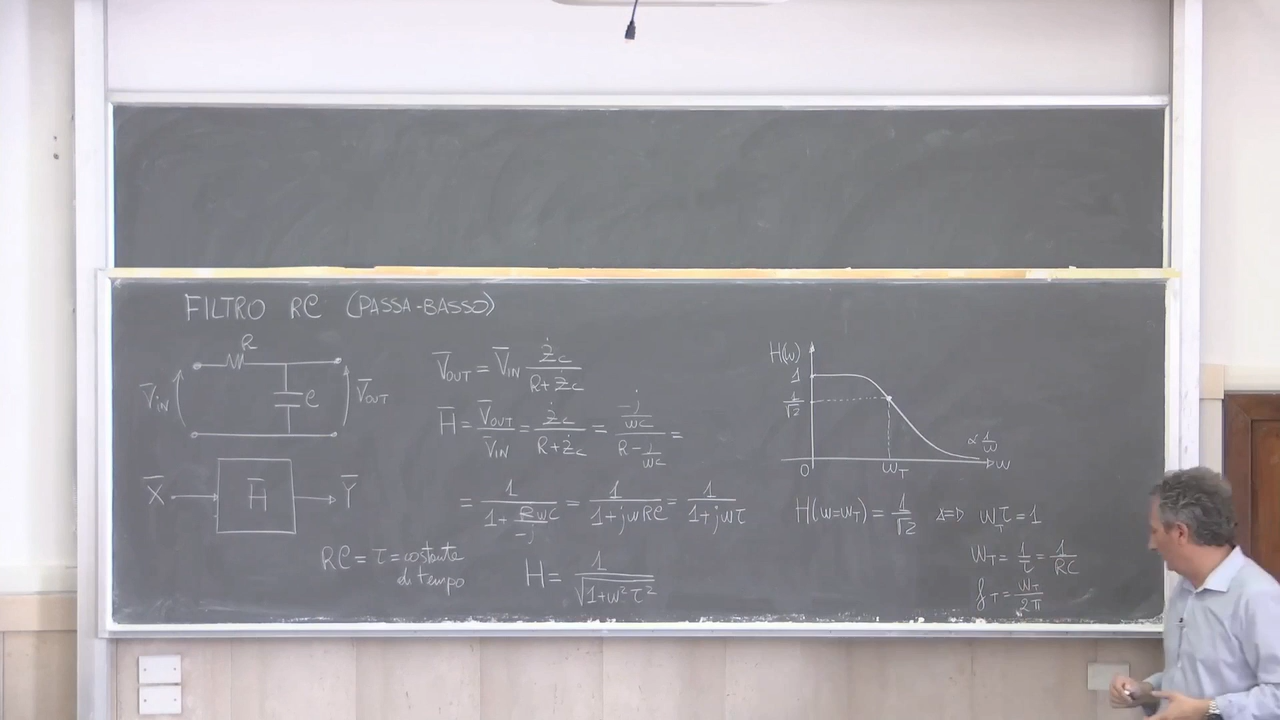 FILTRO RC (PASSA-BASSO)
R
V̅IN
C
V̅OUT
X̅ H̅ Y̅
RC = τ = costante
di tempo
V̅OUT = V̅IN Żc / (R+Żc)
H̅ = V̅OUT / V̅IN = Żc / (R+Żc) = (-j/ωC) / (R - j/ωC) =
= 1 / (1 + RωC/-j) = 1 / (1+jωRC) = 1 / (1+jωτ)
H = 1 / √(1+ω²τ²)
H(ω)
1
1/√2
0
ωT
∝ 1/ω
ω
H(ω=ωT) = 1/√2 ⇔ ωTτ = 1
ωT = 1/τ = 1/RC
fT = ωT/2π